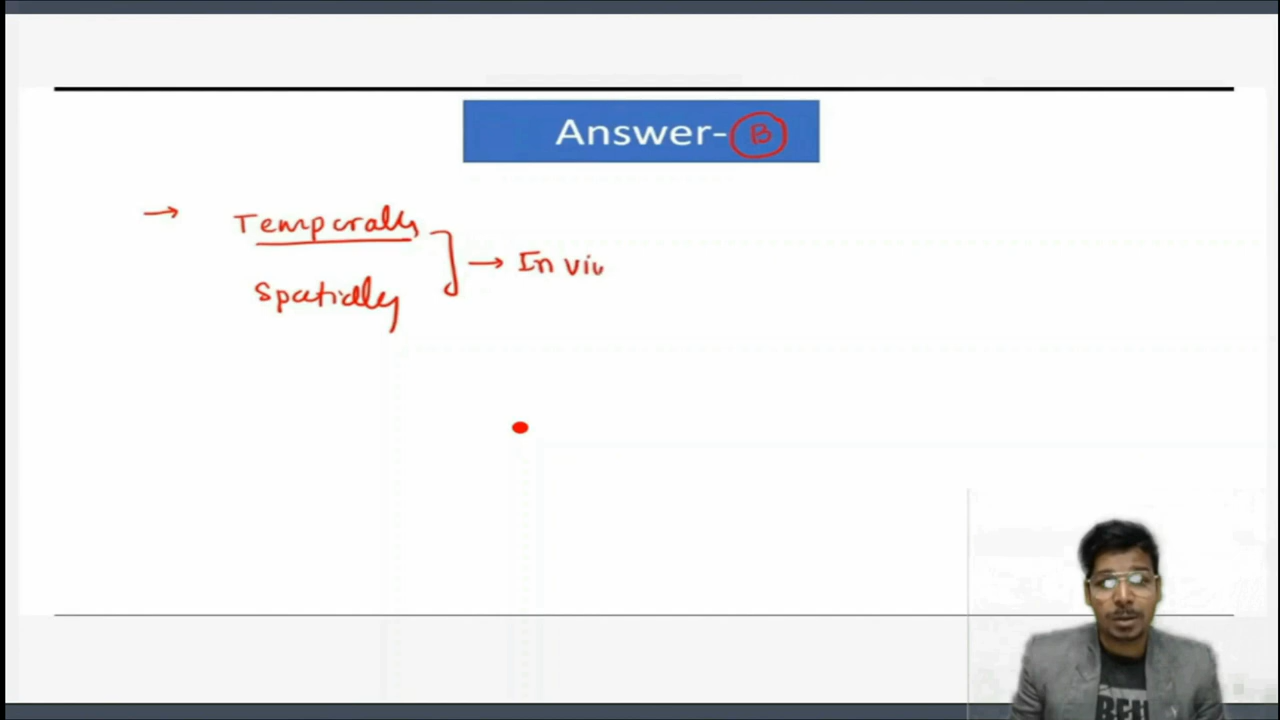 Answer- B
→ Temporally
Spatially
→ In viv